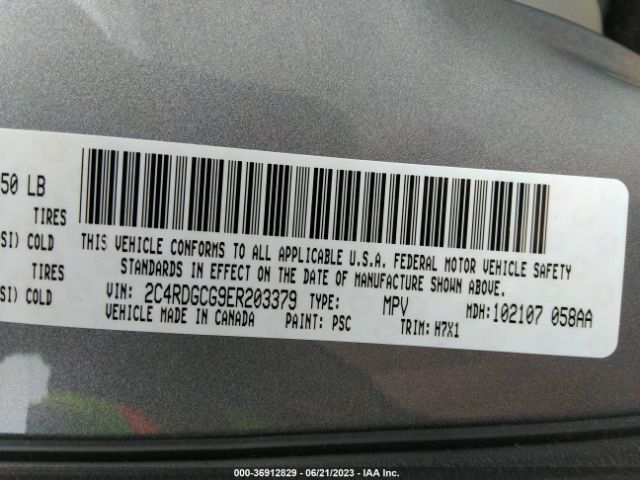 50 LB
TIRES
SI) COLD
TIRES
SI) COLD
THIS VEHICLE CONFORMS TO ALL APPLICABLE U.S.A. FEDERAL MOTOR VEHICLE SAFETY
STANDARDS IN EFFECT ON THE DATE OF MANUFACTURE SHOWN ABOVE.
VIN: 2C4RDGCG9ER203379 TYPE: MPV MDH: 102107 058AA
VEHICLE MADE IN CANADA PAINT: PSC TRIM: H7X1
000-36912829 - 06/21/2023 - IAA Inc.